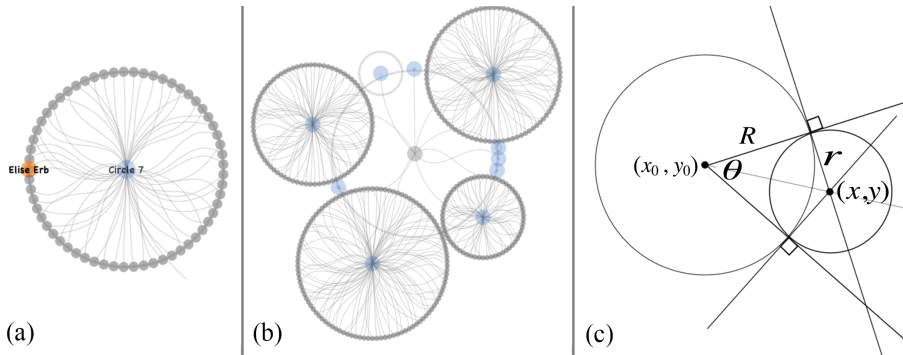 Elise Erb
Circle 7
(a)
(b)
R
(x₀ , y₀)
θ
r
(x,y)
(c)